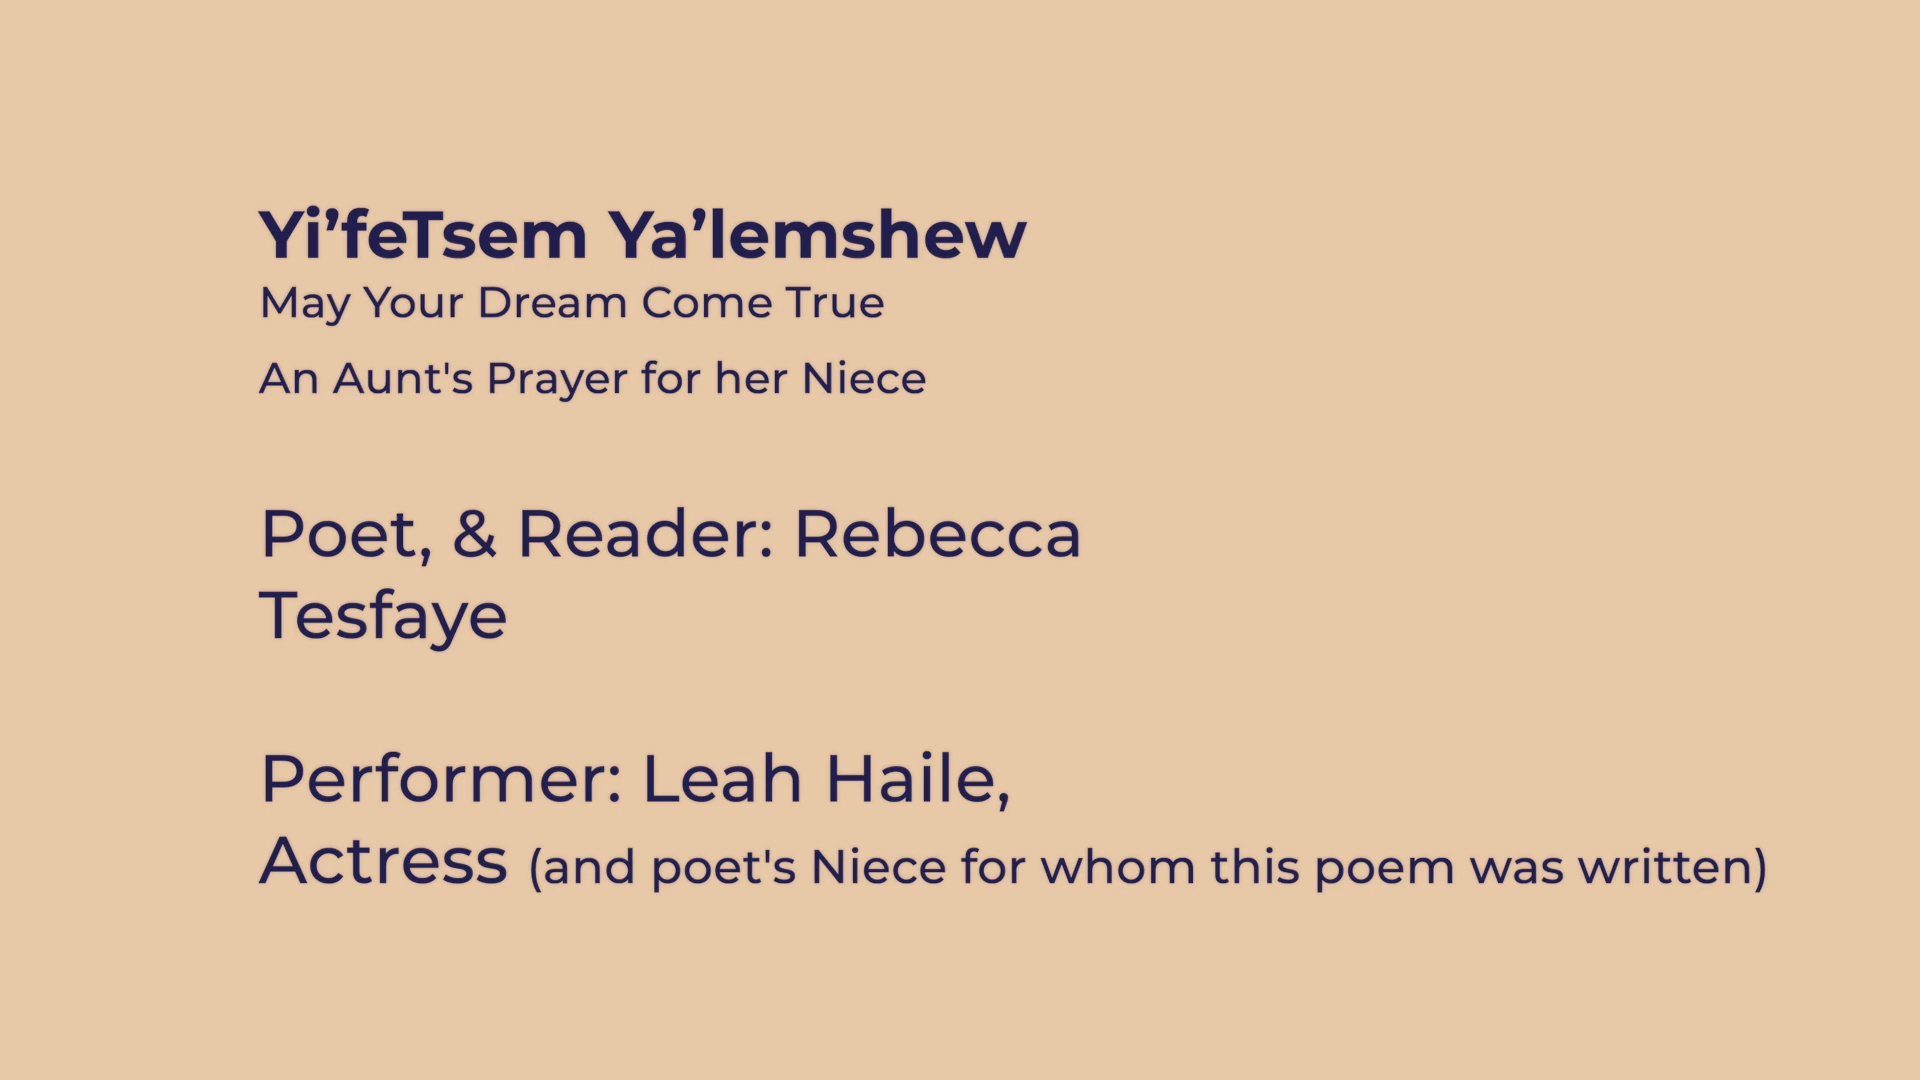 Yi’feTsem Ya’lemshew
May Your Dream Come True
An Aunt's Prayer for her Niece
Poet, & Reader: Rebecca
Tesfaye
Performer: Leah Haile,
Actress (and poet's Niece for whom this poem was written)